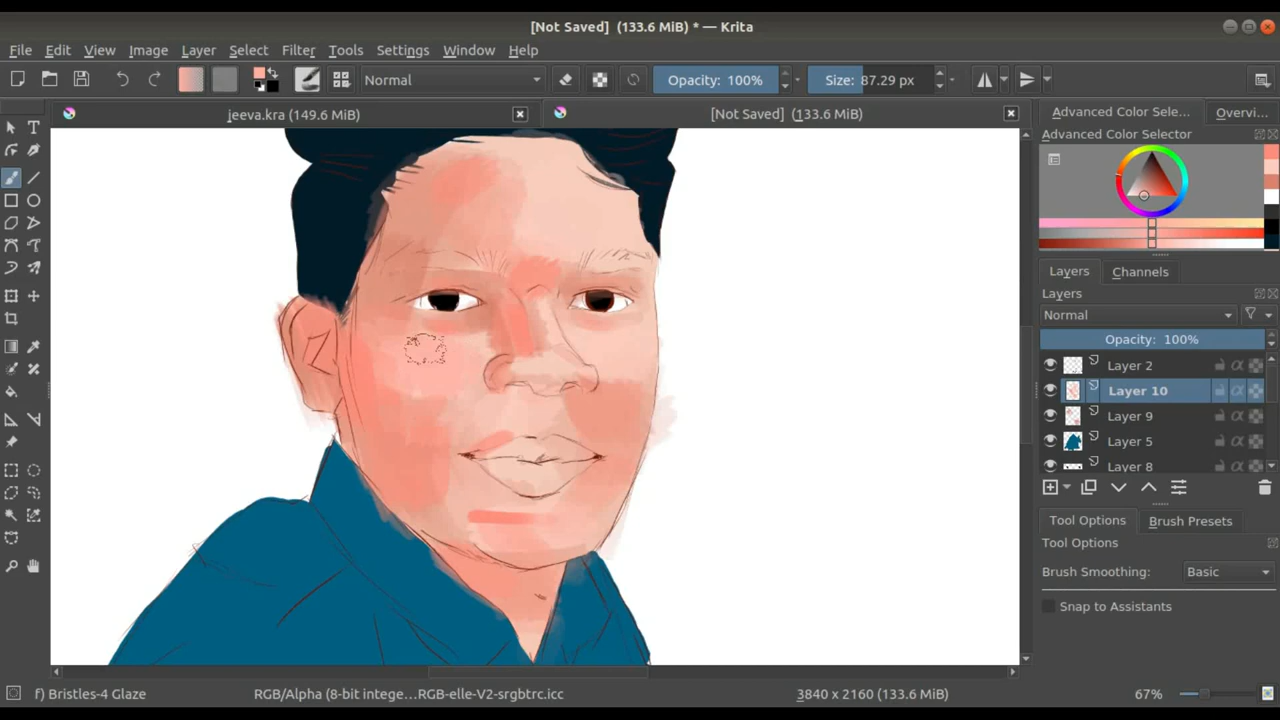 [Not Saved] (133.6 MiB) * — Krita
File Edit View Image Layer Select Filter Tools Settings Window Help
Normal Opacity: 100% Size: 87.29 px
jeeva.kra (149.6 MiB) [Not Saved] (133.6 MiB) Advanced Color Sele... Overvi...
Advanced Color Selector
Layers Channels
Layers
Normal
Opacity: 100%
Layer 2
Layer 10
Layer 9
Layer 5
Layer 8
Tool Options Brush Presets
Tool Options
Brush Smoothing: Basic
Snap to Assistants
f) Bristles-4 Glaze RGB/Alpha (8-bit intege...RGB-elle-V2-srgbtrc.icc 3840 x 2160 (133.6 MiB) 67%